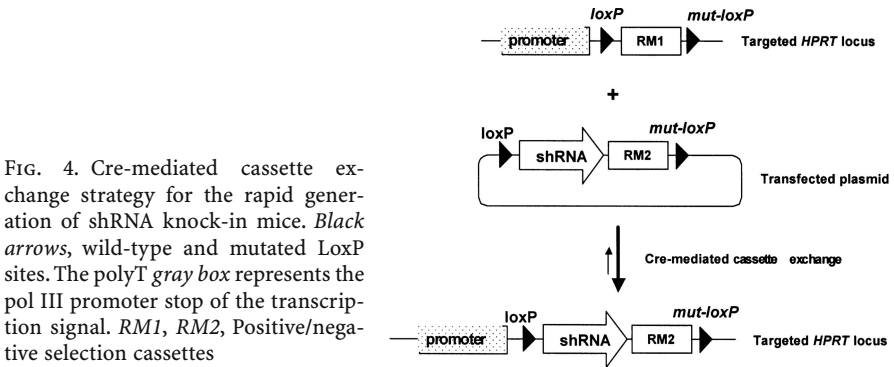 FIG. 4. Cre-mediated cassette ex-
change strategy for the rapid gener-
ation of shRNA knock-in mice. Black
arrows, wild-type and mutated LoxP
sites. The polyT gray box represents the
pol III promoter stop of the transcrip-
tion signal. RM1, RM2, Positive/nega-
tive selection cassettes
loxP mut-loxP
promoter RM1 Targeted HPRT locus
+
loxP mut-loxP
shRNA RM2
Transfected plasmid
Cre-mediated cassette exchange
loxP mut-loxP
promoter shRNA RM2 Targeted HPRT locus